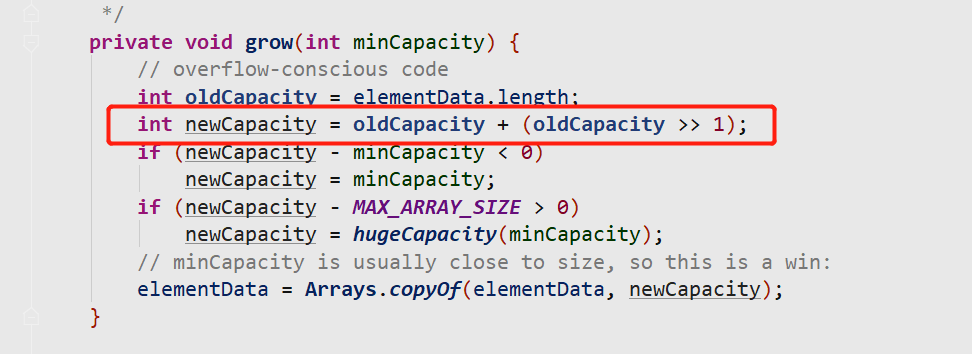 */
private void grow(int minCapacity) {
// overflow-conscious code
int oldCapacity = elementData.length;
int newCapacity = oldCapacity + (oldCapacity >> 1);
if (newCapacity - minCapacity < 0)
newCapacity = minCapacity;
if (newCapacity - MAX_ARRAY_SIZE > 0)
newCapacity = hugeCapacity(minCapacity);
// minCapacity is usually close to size, so this is a win:
elementData = Arrays.copyOf(elementData, newCapacity);
}